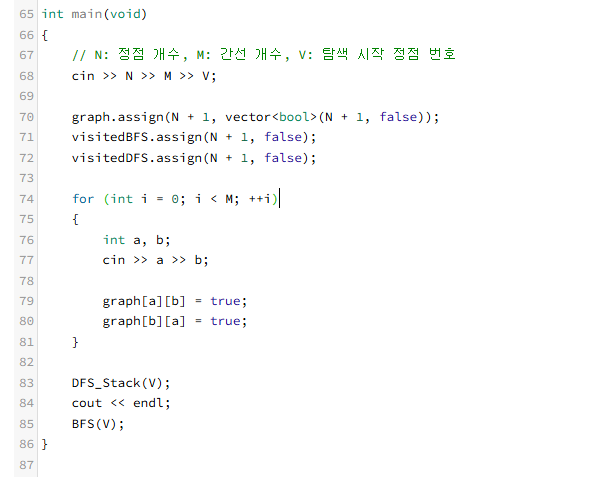 65 int main(void)
66 {
67     // N: 정점 개수, M: 간선 개수, V: 탐색 시작 정점 번호
68     cin >> N >> M >> V;
69
70     graph.assign(N + 1, vector<bool>(N + 1, false));
71     visitedBFS.assign(N + 1, false);
72     visitedDFS.assign(N + 1, false);
73
74     for (int i = 0; i < M; ++i)
75     {
76         int a, b;
77         cin >> a >> b;
78
79         graph[a][b] = true;
80         graph[b][a] = true;
81     }
82
83     DFS_Stack(V);
84     cout << endl;
85     BFS(V);
86 }
87